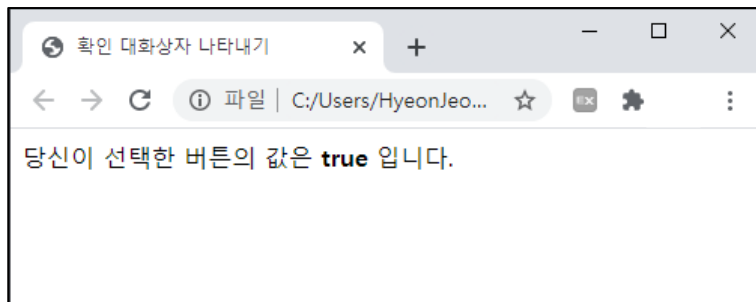 확인 대화상자 나타내기
파일 | C:/Users/HyeonJeo...
EX
당신이 선택한 버튼의 값은 true 입니다.